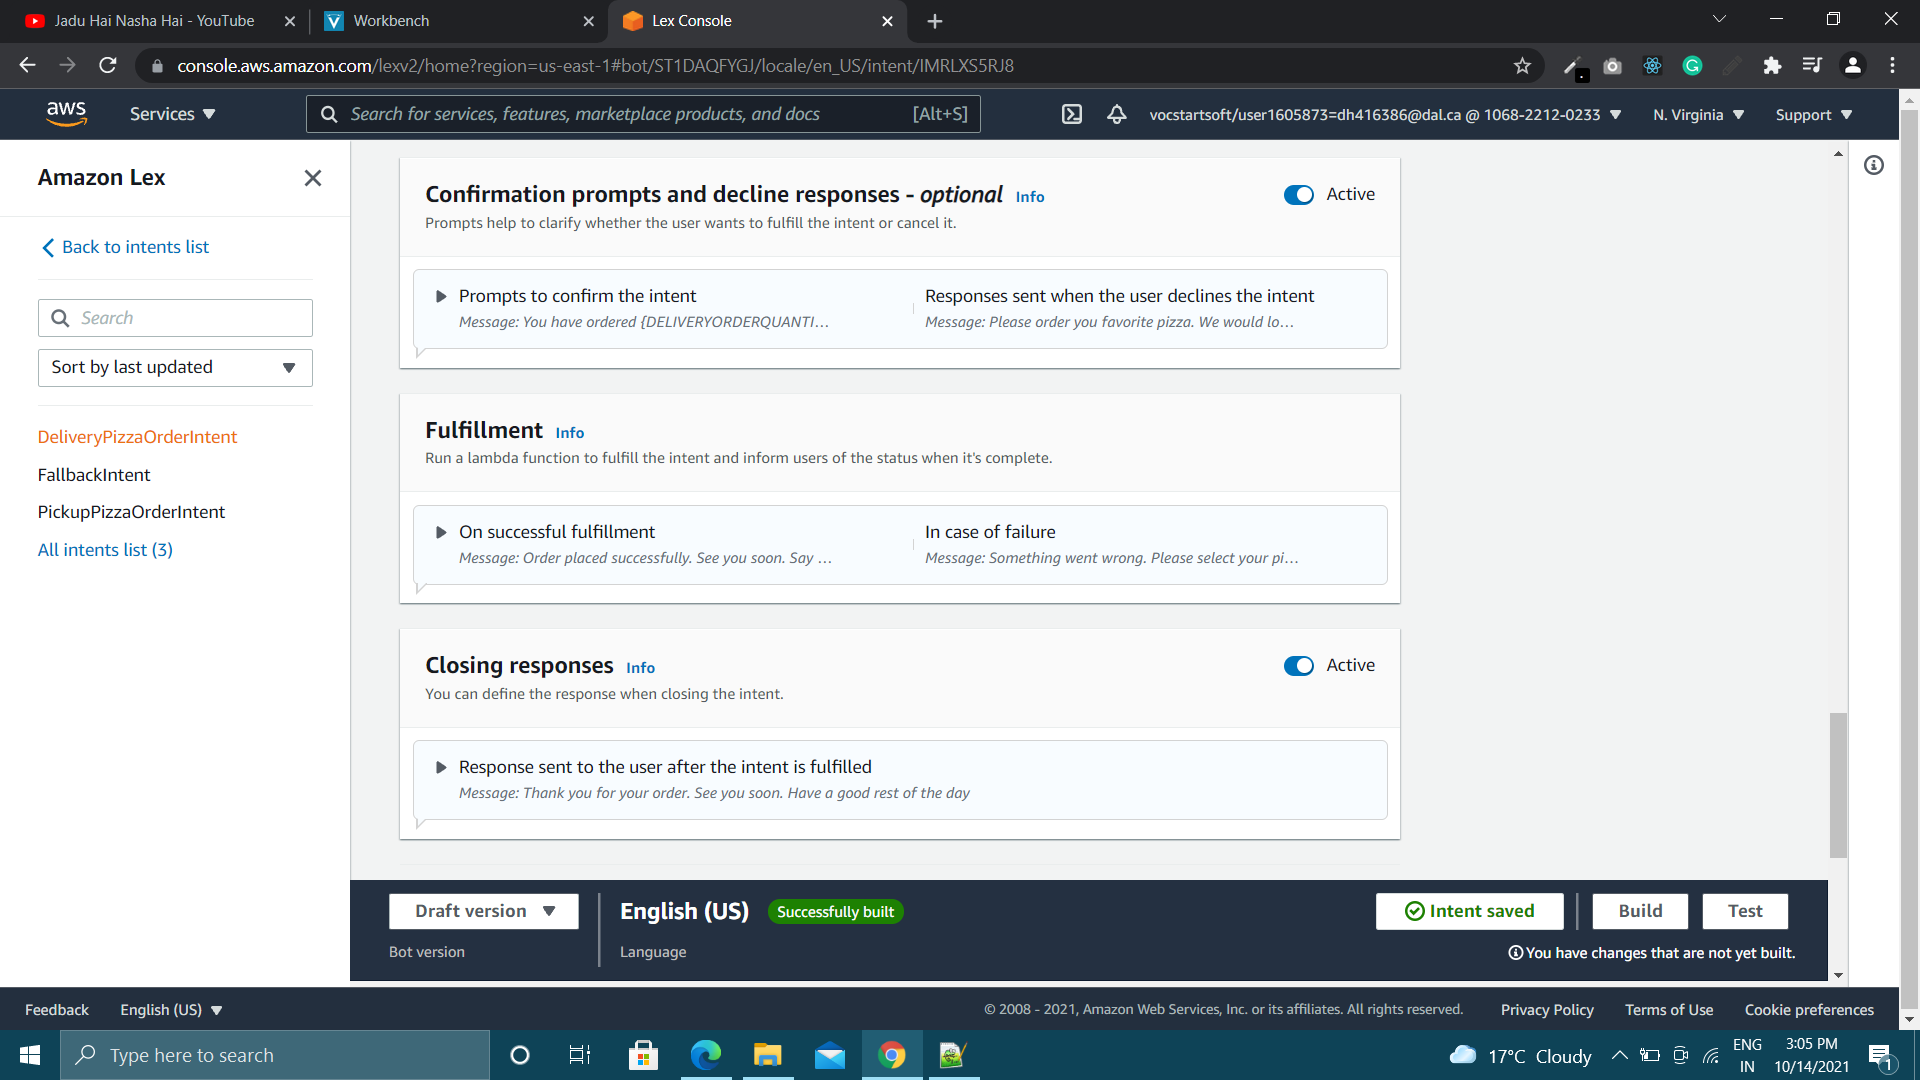 Jadu Hai Nasha Hai - YouTube
Workbench
Lex Console
console.aws.amazon.com/lexv2/home?region=us-east-1#bot/ST1DAQFYGJ/locale/en_US/intent/IMRLXS5RJ8
aws
Services
Search for services, features, marketplace products, and docs
[Alt+S]
vocstartsoft/user1605873=dh416386@dal.ca @ 1068-2212-0233
N. Virginia
Support
Amazon Lex
Back to intents list
Search
Sort by last updated
DeliveryPizzaOrderIntent
FallbackIntent
PickupPizzaOrderIntent
All intents list (3)
Confirmation prompts and decline responses - optional Info
Active
Prompts help to clarify whether the user wants to fulfill the intent or cancel it.
Prompts to confirm the intent
Message: You have ordered {DELIVERYORDERQUANTI...
Responses sent when the user declines the intent
Message: Please order you favorite pizza. We would lo...
Fulfillment Info
Run a lambda function to fulfill the intent and inform users of the status when it's complete.
On successful fulfillment
Message: Order placed successfully. See you soon. Say ...
In case of failure
Message: Something went wrong. Please select your pi...
Closing responses Info
Active
You can define the response when closing the intent.
Response sent to the user after the intent is fulfilled
Message: Thank you for your order. See you soon. Have a good rest of the day
Draft version
Bot version
English (US)
Successfully built
Language
Intent saved
Build
Test
You have changes that are not yet built.
Feedback
English (US)
© 2008 - 2021, Amazon Web Services, Inc. or its affiliates. All rights reserved.
Privacy Policy
Terms of Use
Cookie preferences
Type here to search
17°C Cloudy
ENG
IN
3:05 PM
10/14/2021
1